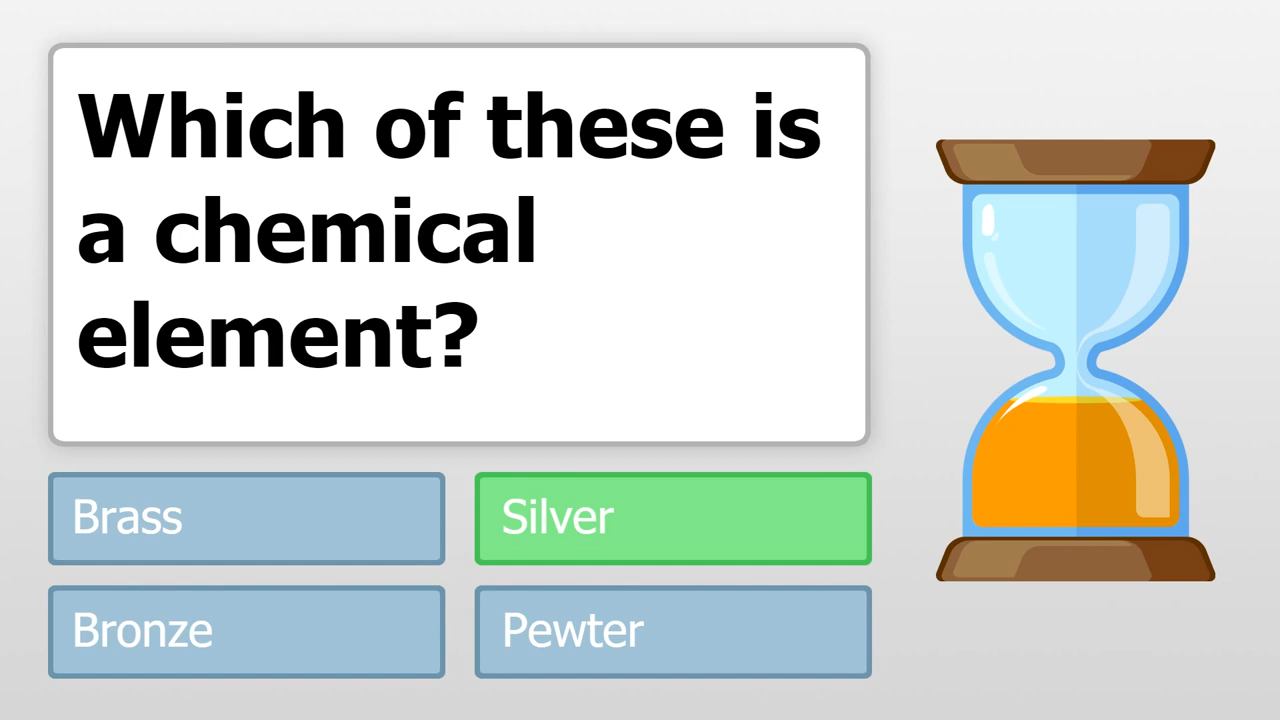 Which of these is
a chemical
element?
Brass
Silver
Bronze
Pewter